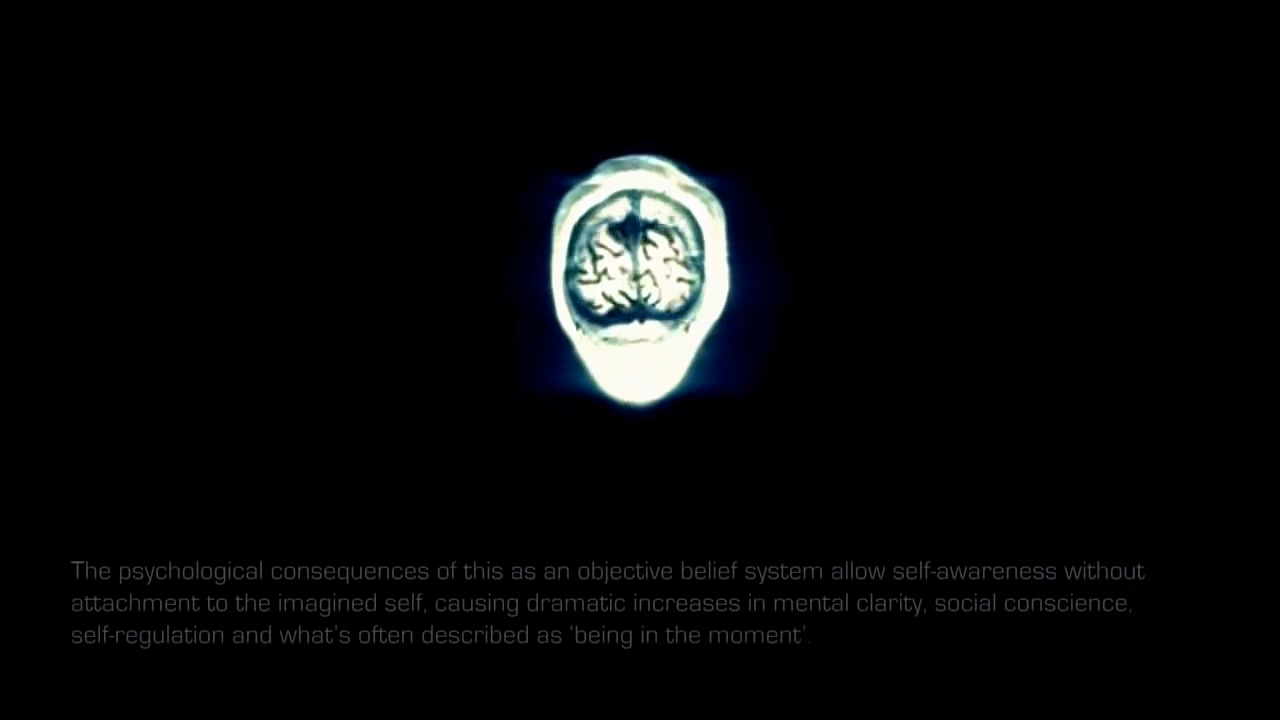 The psychological consequences of this as an objective belief system allow self-awareness without
attachment to the imagined self, causing dramatic increases in mental clarity, social conscience,
self-regulation and what's often described as ‘being in the moment’.